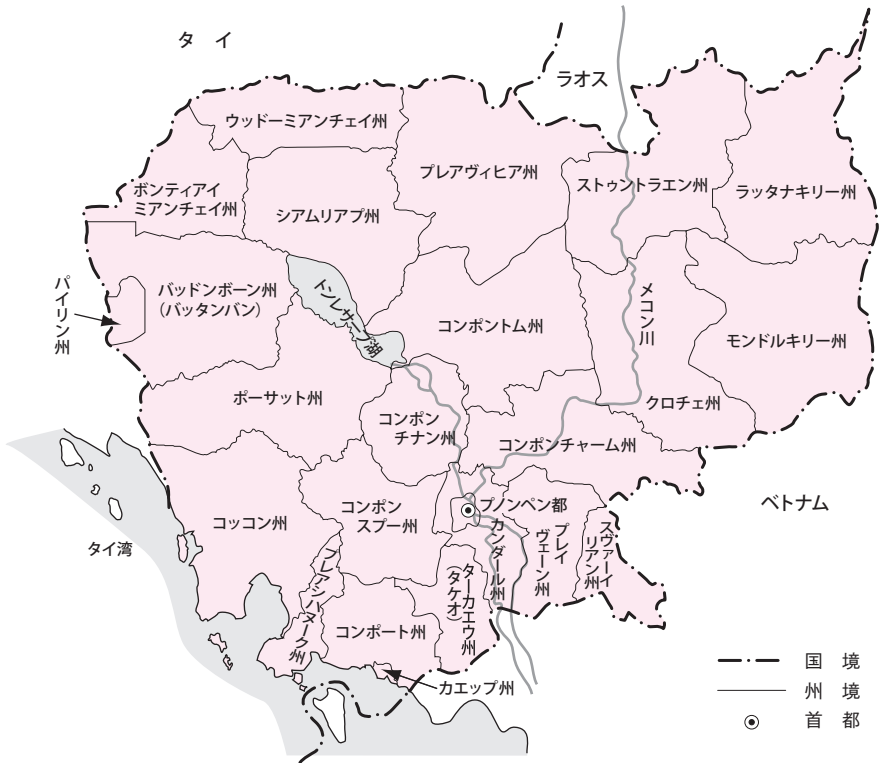 タイ
ラオス
ウッドーミアンチェイ州
プレアヴィヒア州
ストゥントラエン州
ラッタナキリー州
ボンティアイ
ミアンチェイ州
シアムリアプ州
パイリン州
バッドンボーン州
(バッタンバン)
トンレサープ湖
コンポントム州
メコン川
モンドルキリー州
ポーサット州
クロチェ州
コンポン
チナン州
コンポンチャーム州
コッコン州
コンポン
スプー州
プノンペン都
カンダール州
プレイ
ヴェーン州
スヴァーイ
リアン州
ベトナム
タイ湾
プレアシハヌーク州
コンポート州
ターカエウ州
(タケオ)
カエップ州
国境
州境
首都